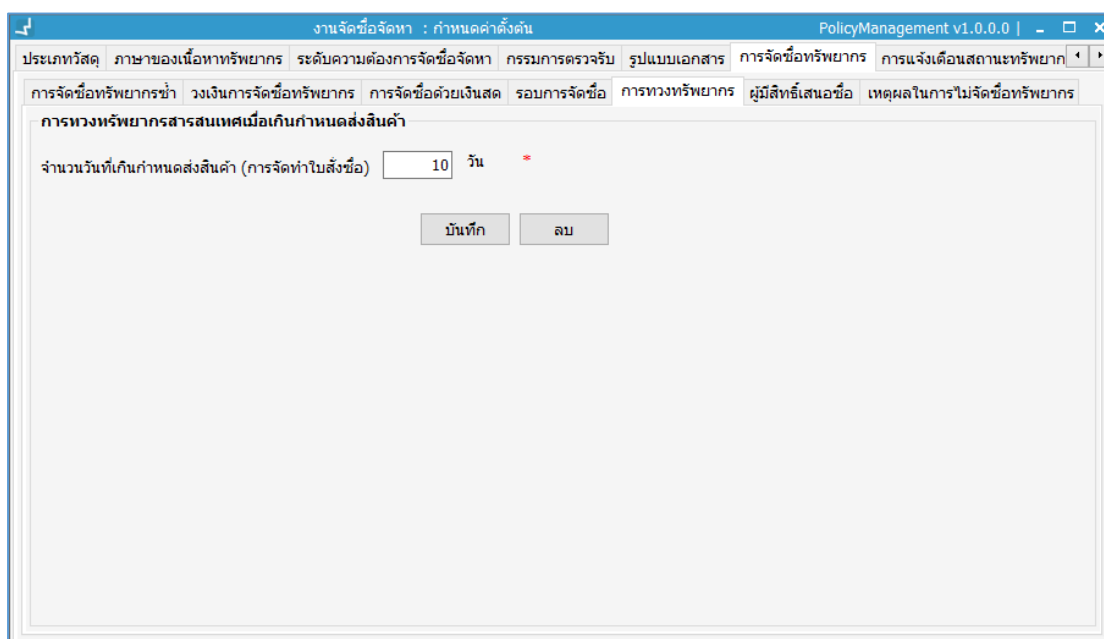 งานจัดซื้อจัดหา : กำหนดค่าตั้งต้น PolicyManagement v1.0.0.0 |
ประเภทวัสดุ ภาษาของเนื้อหาทรัพยากร ระดับความต้องการจัดซื้อจัดหา กรรมการตรวจรับ รูปแบบเอกสาร การจัดซื้อทรัพยากร การแจ้งเตือนสถานะทรัพยาก
การจัดซื้อทรัพยากรซ้ำ วงเงินการจัดซื้อทรัพยากร การจัดซื้อด้วยเงินสด รอบการจัดซื้อ การทวงทรัพยากร ผู้มีสิทธิ์เสนอซื้อ เหตุผลในการไม่จัดซื้อทรัพยากร
การทวงทรัพยากรสารสนเทศเมื่อเกินกำหนดส่งสินค้า
จำนวนวันที่เกินกำหนดส่งสินค้า (การจัดทำใบสั่งซื้อ) 10 วัน *
บันทึก ลบ